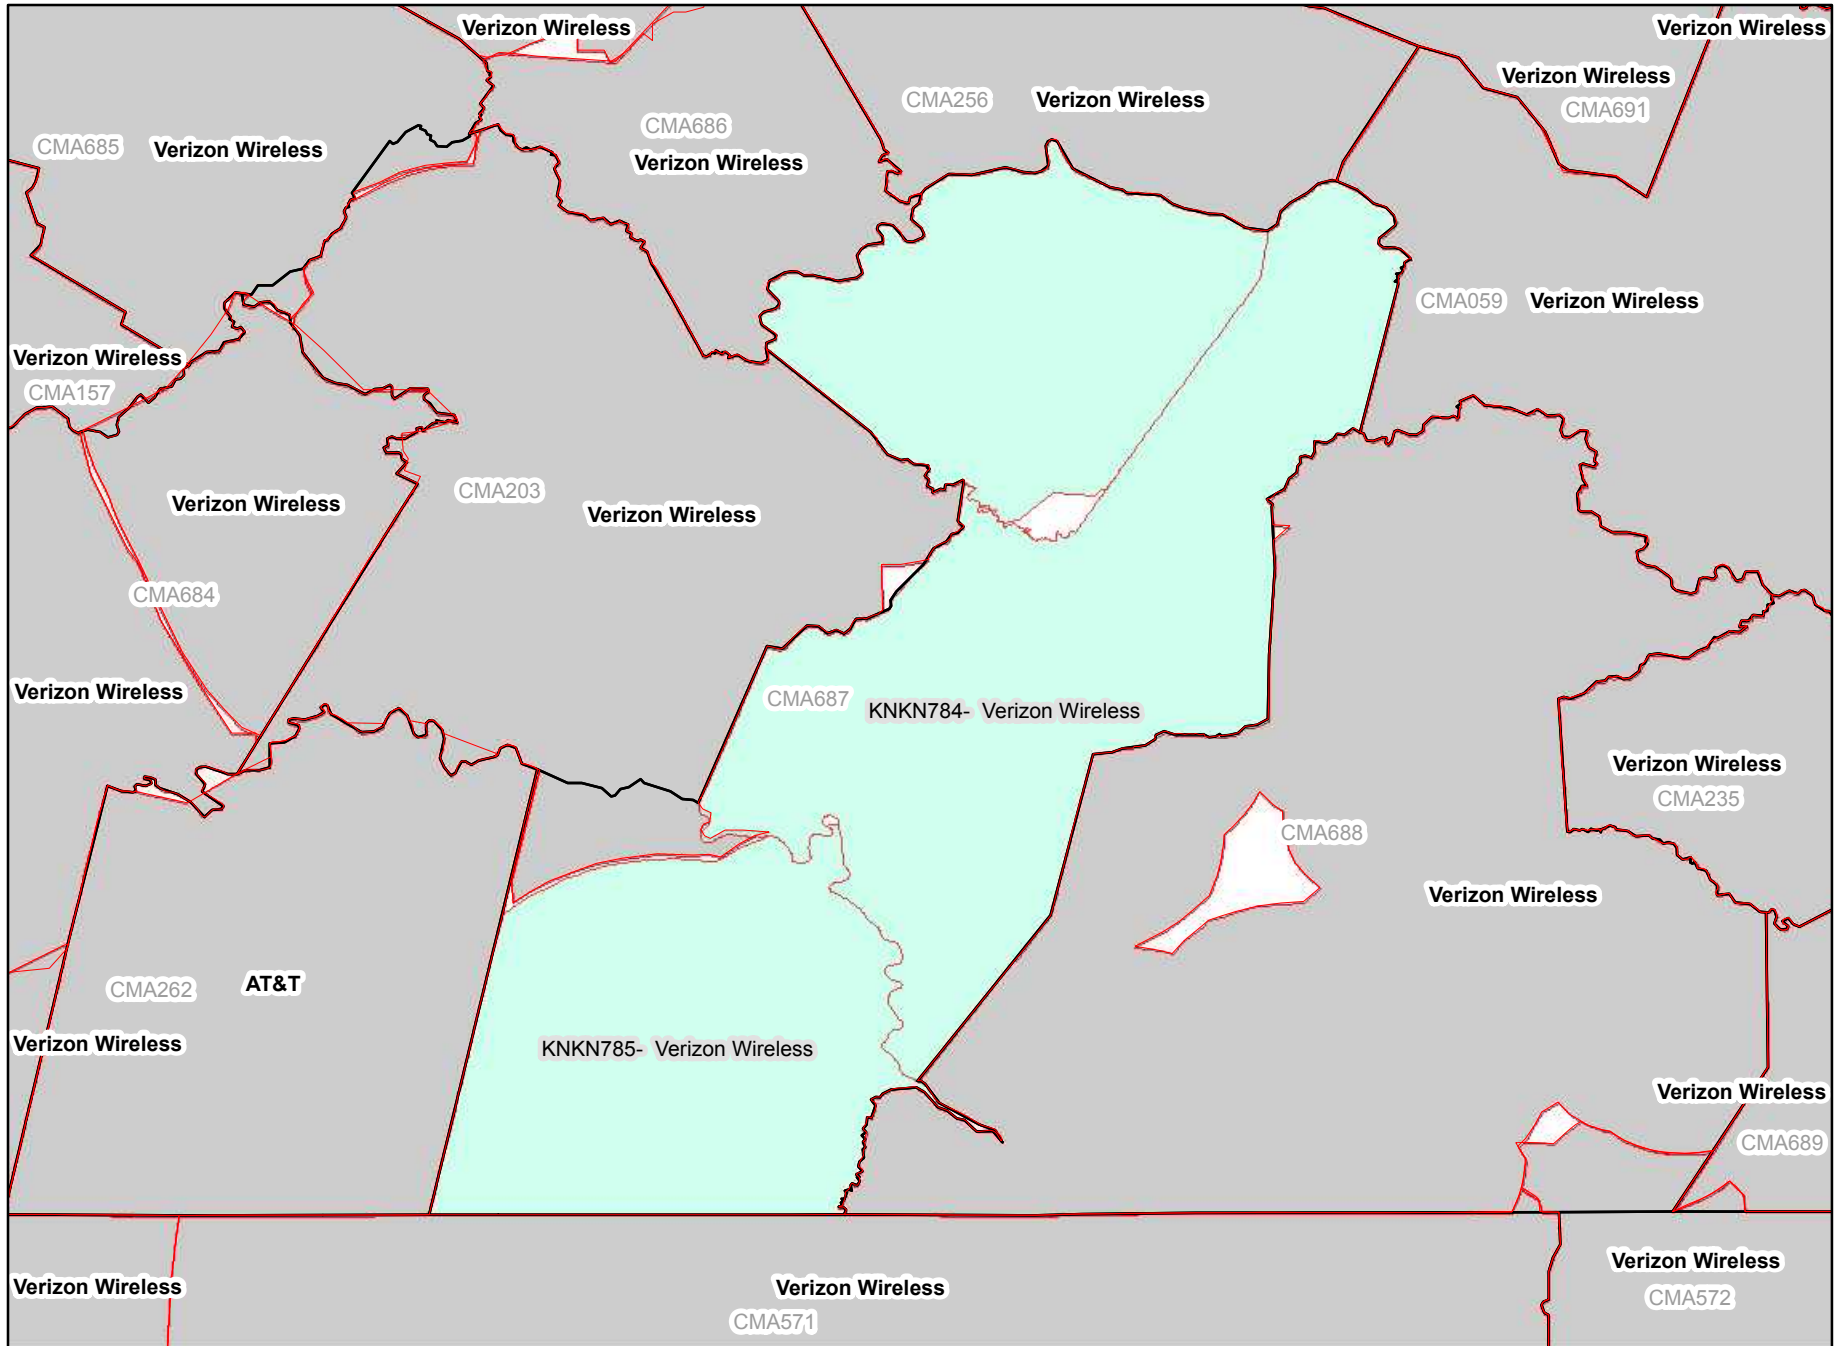 Verizon Wireless
Verizon Wireless
Verizon Wireless
CMA691
CMA256
Verizon Wireless
CMA686
Verizon Wireless
CMA685
Verizon Wireless
CMA059
Verizon Wireless
Verizon Wireless
CMA157
CMA203
Verizon Wireless
Verizon Wireless
CMA684
Verizon Wireless
CMA687
KNKN784- Verizon Wireless
Verizon Wireless
CMA235
CMA688
Verizon Wireless
CMA262
AT&T
Verizon Wireless
KNKN785- Verizon Wireless
Verizon Wireless
CMA689
Verizon Wireless
Verizon Wireless
CMA571
Verizon Wireless
CMA572